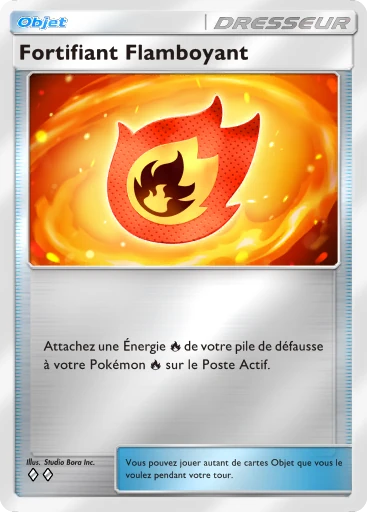 Objet
DRESSEUR
Fortifiant Flamboyant
Attachez une Énergie de votre pile de défausse
à votre Pokémon sur le Poste Actif.
Illus. Studio Bora Inc.
Vous pouvez jouer autant de cartes Objet que vous le
voulez pendant votre tour.